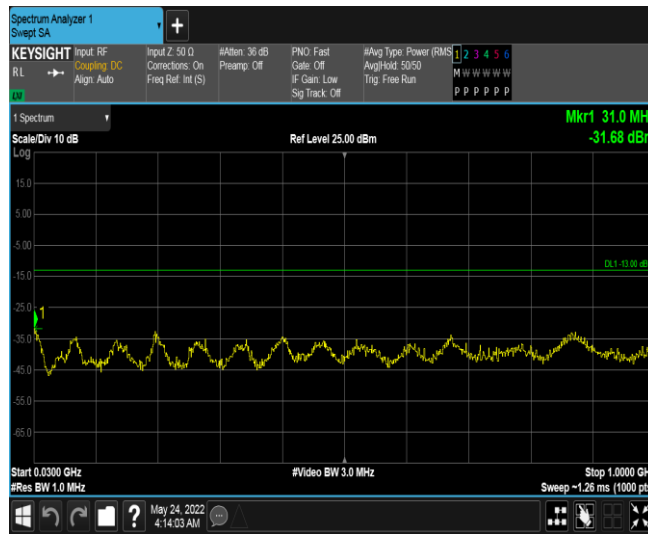 Spectrum Analyzer 1
Swept SA
+
KEYSIGHT
RL
Input: RF
Coupling: DC
Align: Auto
Input Z: 50 Ω
Corrections: On
Freq Ref: Int (S)
#Atten: 36 dB
Preamp: Off
PNO: Fast
Gate: Off
IF Gain: Low
Sig Track: Off
#Avg Type: Power (RMS
Avg|Hold: 50/50
Trig: Free Run
1 2 3 4 5 6
M W W W W W
P P P P P P
1 Spectrum
Scale/Div 10 dB
Ref Level 25.00 dBm
Mkr1 31.0 MH
-31.68 dBr
Log
15.0
5.00
-5.00
-15.0
-25.0
-35.0
-45.0
-55.0
-65.0
DL1 -13.00 dB
1
Start 0.0300 GHz
#Res BW 1.0 MHz
#Video BW 3.0 MHz
Stop 1.0000 GH
Sweep ~1.26 ms (1000 pts
?
May 24, 2022
4:14:03 AM